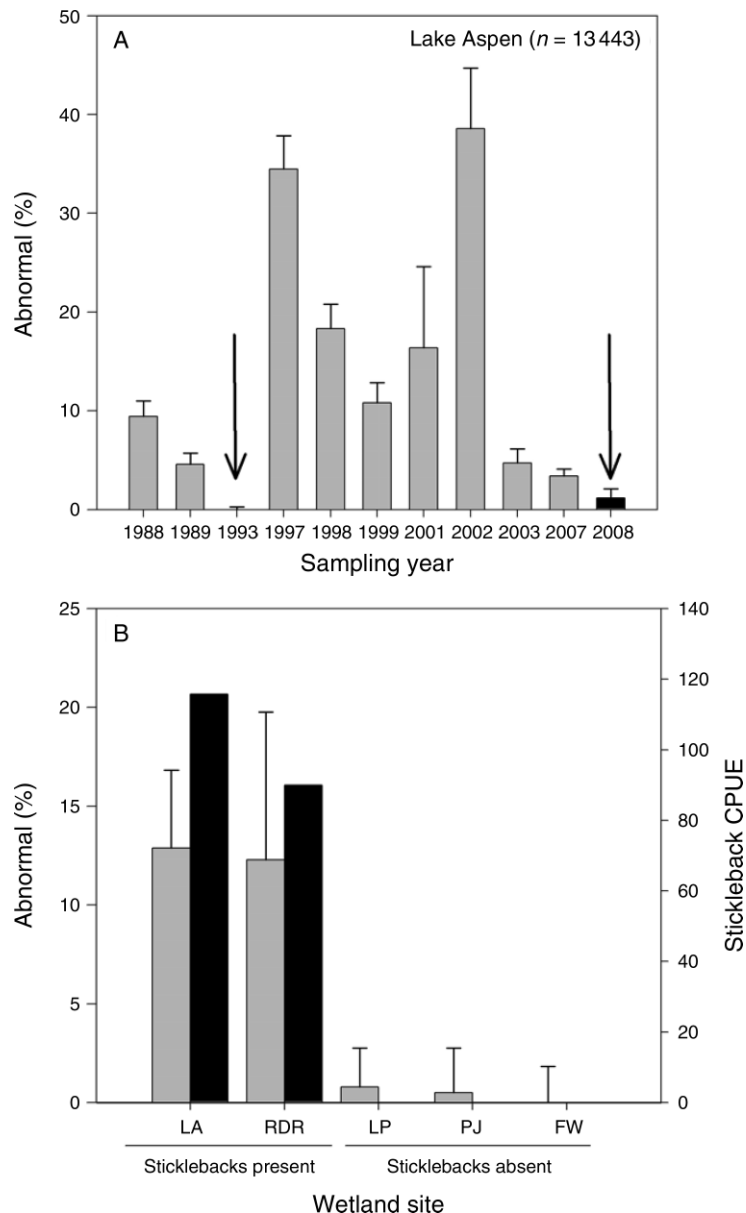 A
Lake Aspen (n = 13 443)
Abnormal (%)
50
40
30
20
10
0
1988 1989 1993 1997 1998 1999 2001 2002 2003 2007 2008
Sampling year
B
Abnormal (%)
25
20
15
10
5
0
140
120
100
80
60
40
20
0
Stickleback CPUE
LA RDR LP PJ FW
Sticklebacks present Sticklebacks absent
Wetland site